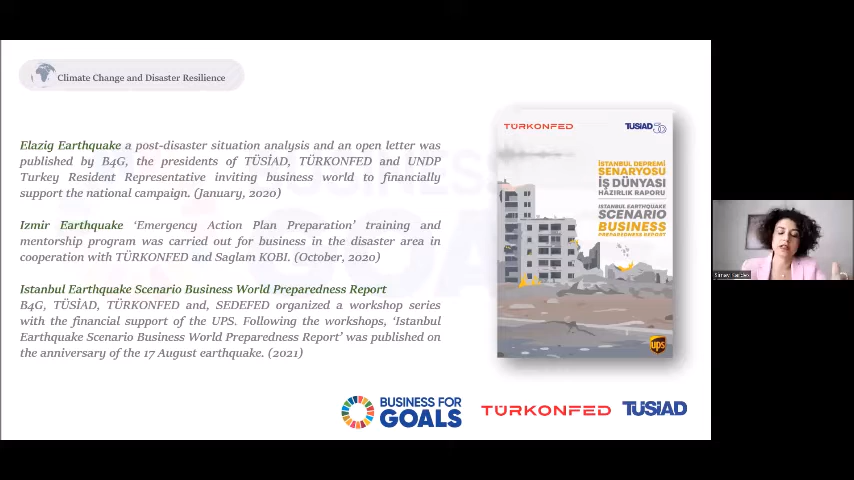 Climate Change and Disaster Resilience
Elazig Earthquake a post-disaster situation analysis and an open letter was
published by B4G, the presidents of TÜSİAD, TÜRKONFED and UNDP
Turkey Resident Representative inviting business world to financially
support the national campaign. (January, 2020)
Izmir Earthquake ‘Emergency Action Plan Preparation’ training and
mentorship program was carried out for business in the disaster area in
cooperation with TÜRKONFED and Saglam KOBI. (October, 2020)
Istanbul Earthquake Scenario Business World Preparedness Report
B4G, TÜSİAD, TÜRKONFED and, SEDEFED organized a workshop series
with the financial support of the UPS. Following the workshops, ‘Istanbul
Earthquake Scenario Business World Preparedness Report’ was published on
the anniversary of the 17 August earthquake. (2021)
TÜRKONFED
TÜSİAD 50
İSTANBUL DEPREMİ
SENARYOSU
İŞ DÜNYASI
HAZIRLIK RAPORU
ISTANBUL EARTHQUAKE
SCENARIO
BUSINESS
PREPAREDNESS REPORT
ups
BUSINESS FOR
GOALS
TÜRKONFED
TÜSİAD